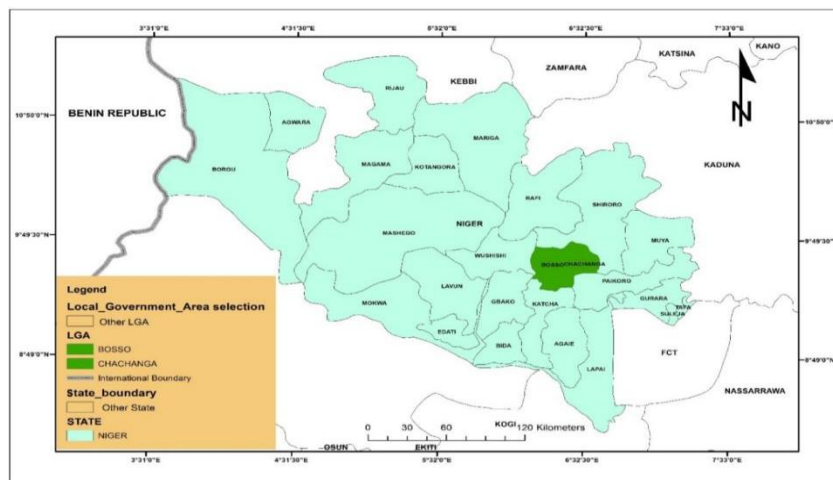 3°31'0"E 4°31'30"E 5°32'0"E 6°32'30"E 7°33'0"E
KANO
KATSINA
ZAMFARA
KEBBI
RIJAU
N
BENIN REPUBLIC
10°50'0"N 10°50'0"N
AGWARA
MARIGA
KADUNA
MAGAMA
KOTANGORA
BORGU
RAFI
SHIRORO
NIGER
MASHEGO
9°49'30"N 9°49'30"N
MUYA
WUSHISHI
BOSSO CHACHANGA
PAIKORO
LAVUN
GBAKO
KATCHA
GURARA
TAFA
SULEJA
MOKWA
EDATI
BIDA
AGAIE
LAPAI
FCT
8°49'0"N 8°49'0"N
NASSARRAWA
KOGI
OSUN
EKITI
Legend
Local_Government_Area selection
Other LGA
LGA
BOSSO
CHACHANGA
International Boundary
State_boundary
Other State
STATE
NIGER
0 30 60 120 Kilometers
3°31'0"E 4°31'30"E 5°32'0"E 6°32'30"E 7°33'0"E